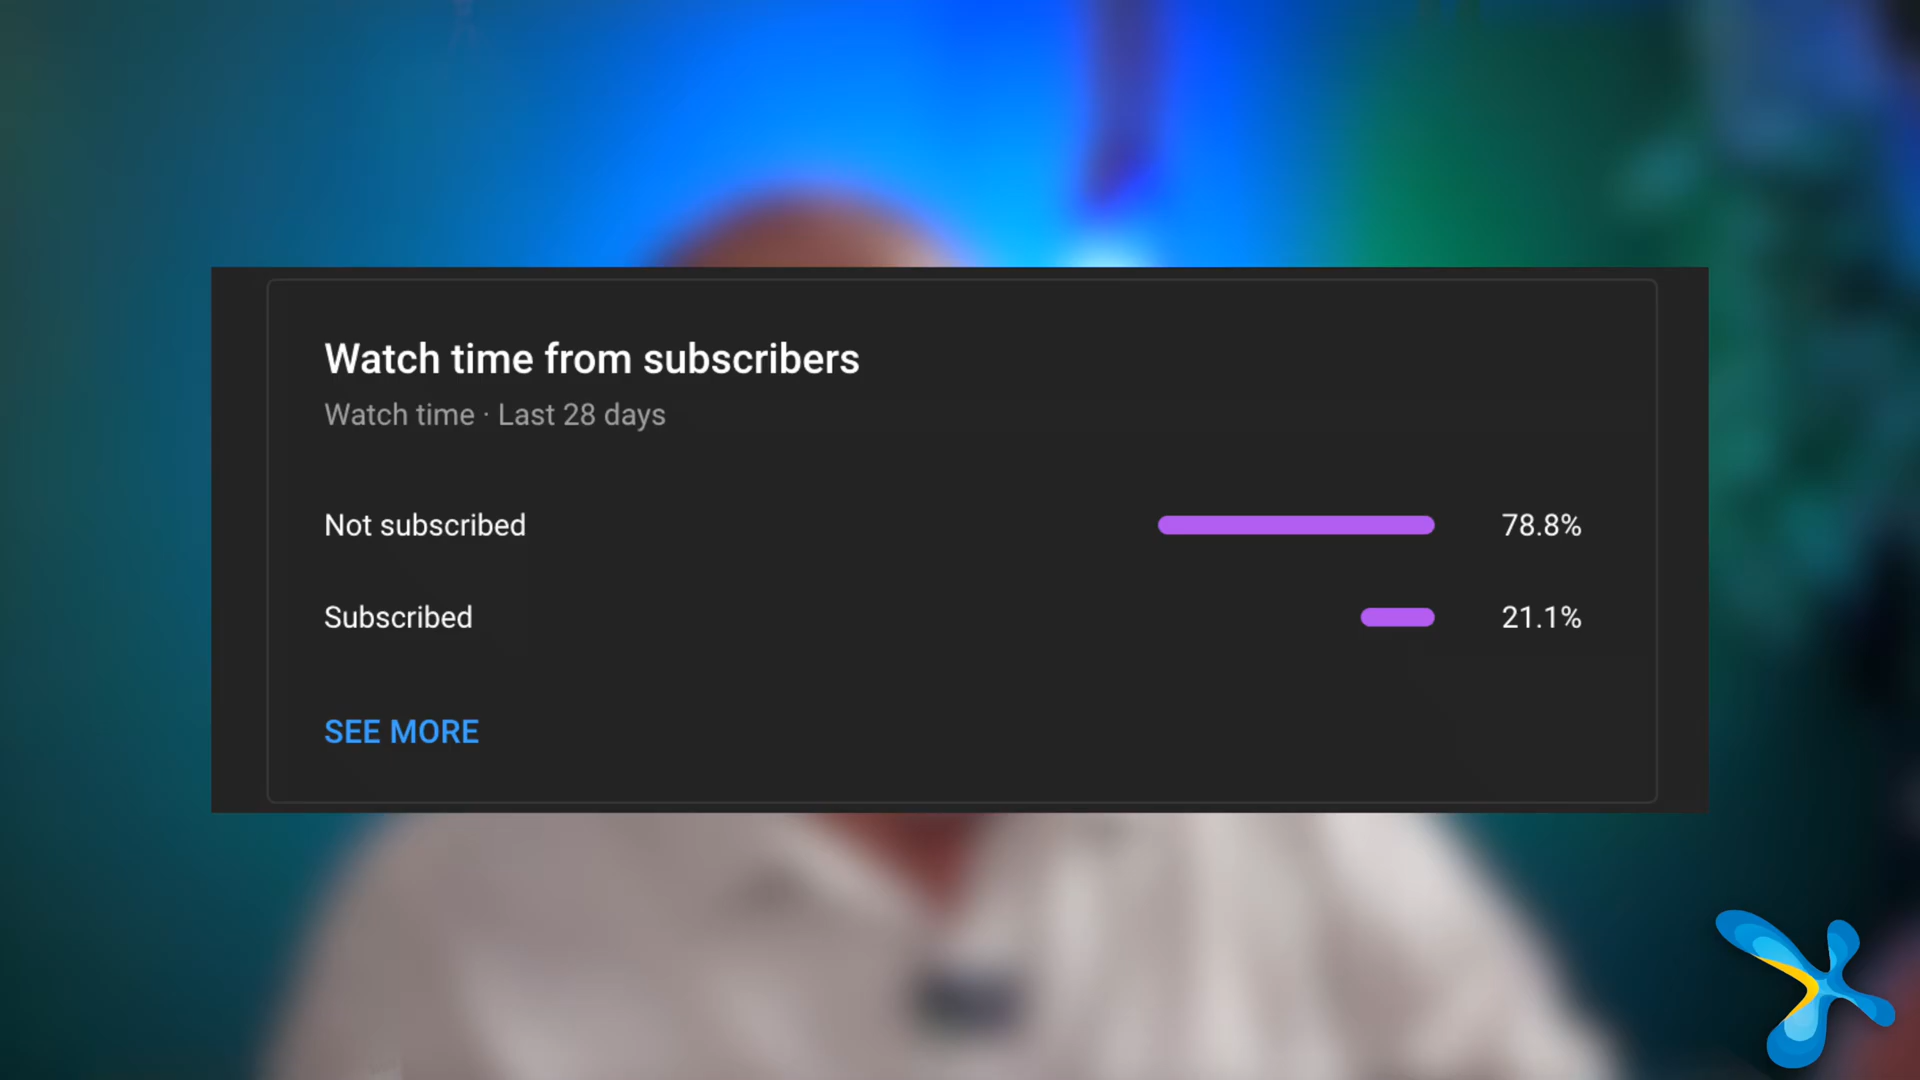 Watch time from subscribers
Watch time · Last 28 days
Not subscribed 78.8%
Subscribed 21.1%
SEE MORE